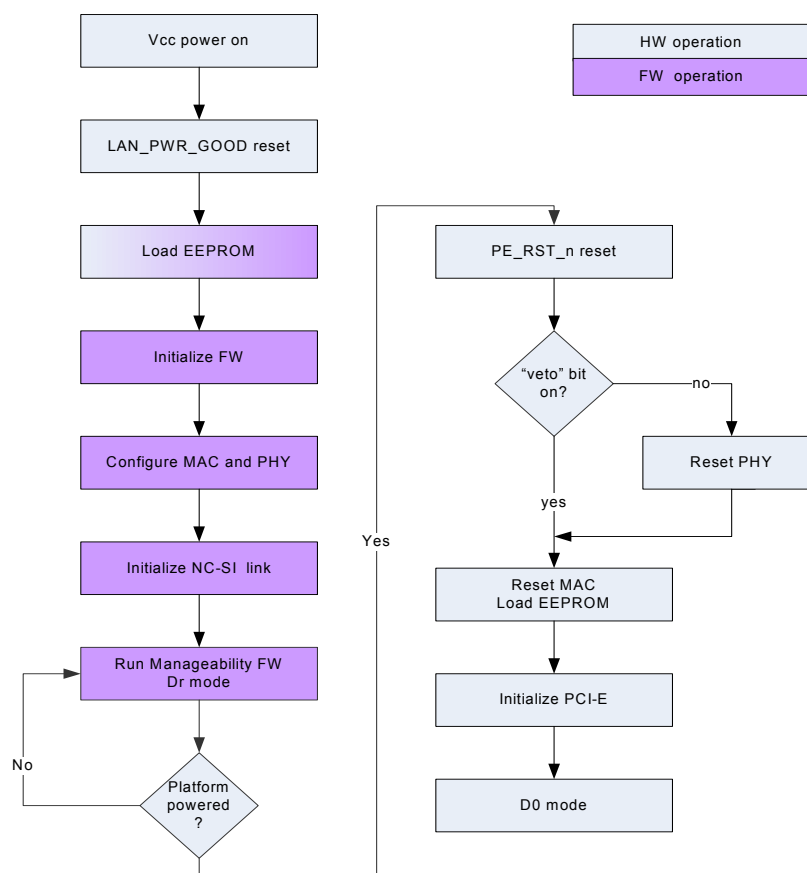 Vcc power on
HW operation
FW operation
LAN_PWR_GOOD reset
Load EEPROM
PE_RST_n reset
Initialize FW
“veto” bit
on?
no
Configure MAC and PHY
Reset PHY
yes
Yes
Initialize NC-SI link
Reset MAC
Load EEPROM
Run Manageability FW
Dr mode
Initialize PCI-E
No
Platform
powered
?
D0 mode